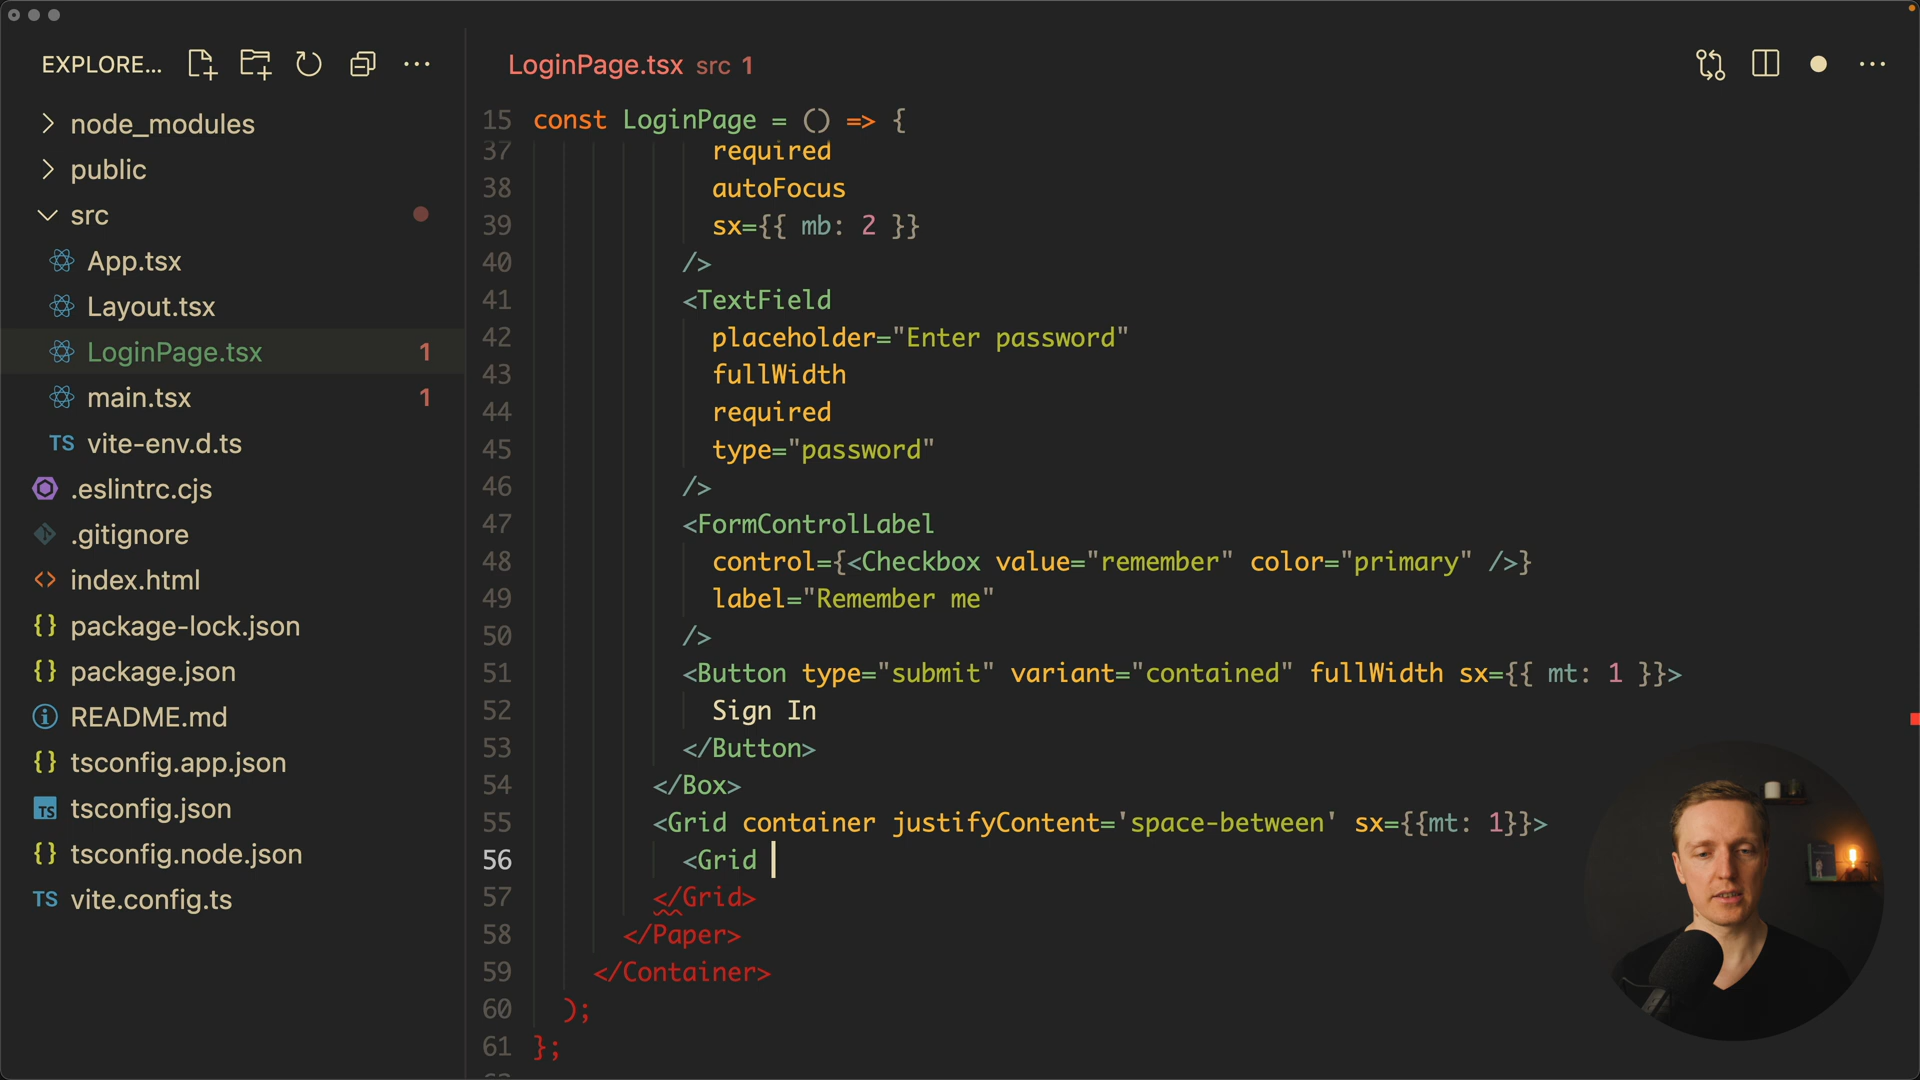 EXPLORE...
node_modules
public
src
App.tsx
Layout.tsx
LoginPage.tsx 1
main.tsx 1
TS vite-env.d.ts
.eslintrc.cjs
.gitignore
<> index.html
{} package-lock.json
{} package.json
README.md
{} tsconfig.app.json
TS tsconfig.json
{} tsconfig.node.json
TS vite.config.ts
LoginPage.tsx src 1
15 const LoginPage = () => {
37 required
38 autoFocus
39 sx={{ mb: 2 }}
40 />
41 <TextField
42 placeholder="Enter password"
43 fullWidth
44 required
45 type="password"
46 />
47 <FormControlLabel
48 control={<Checkbox value="remember" color="primary" />}
49 label="Remember me"
50 />
51 <Button type="submit" variant="contained" fullWidth sx={{ mt: 1 }}>
52 Sign In
53 </Button>
54 </Box>
55 <Grid container justifyContent='space-between' sx={{mt: 1}}>
56 <Grid
57 </Grid>
58 </Paper>
59 </Container>
60 );
61 };